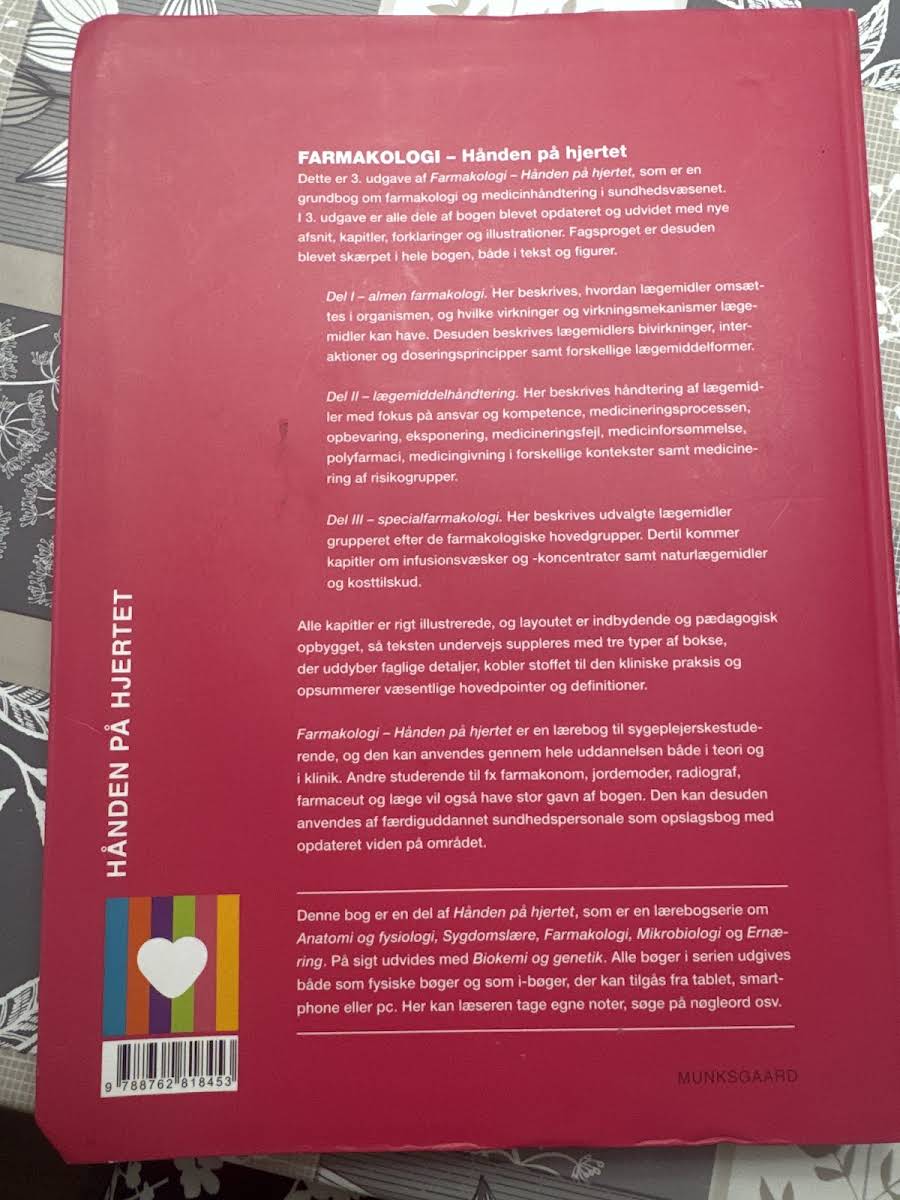 FARMAKOLOGI – Hånden på hjertet
Dette er 3. udgave af Farmakologi – Hånden på hjertet, som er en
grundbog om farmakologi og medicinhåndtering i sundhedsvæsenet.
I 3. udgave er alle dele af bogen blevet opdateret og udvidet med nye
afsnit, kapitler, forklaringer og illustrationer. Fagsproget er desuden
blevet skærpet i hele bogen, både i tekst og figurer.
Del I – almen farmakologi. Her beskrives, hvordan lægemidler omsæt-
tes i organismen, og hvilke virkninger og virkningsmekanismer læge-
midler kan have. Desuden beskrives lægemidlers bivirkninger, inter-
aktioner og doseringsprincipper samt forskellige lægemiddelformer.
Del II – lægemiddelhåndtering. Her beskrives håndtering af lægemid-
ler med fokus på ansvar og kompetence, medicineringsprocessen,
opbevaring, eksponering, medicineringsfejl, medicinforsømmelse,
polyfarmaci, medicingivning i forskellige kontekster samt medicine-
ring af risikogrupper.
Del III – specialfarmakologi. Her beskrives udvalgte lægemidler
grupperet efter de farmakologiske hovedgrupper. Dertil kommer
kapitler om infusionsvæsker og -koncentrater samt naturlægemidler
og kosttilskud.
Alle kapitler er rigt illustrerede, og layoutet er indbydende og pædagogisk
opbygget, så teksten undervejs suppleres med tre typer af bokse,
der uddyber faglige detaljer, kobler stoffet til den kliniske praksis og
opsummerer væsentlige hovedpointer og definitioner.
Farmakologi – Hånden på hjertet er en lærebog til sygeplejerskestude-
rende, og den kan anvendes gennem hele uddannelsen både i teori og
i klinik. Andre studerende til fx farmakonom, jordemoder, radiograf,
farmaceut og læge vil også have stor gavn af bogen. Den kan desuden
anvendes af færdiguddannet sundhedspersonale som opslagsbog med
opdateret viden på området.
Denne bog er en del af Hånden på hjertet, som er en lærebogserie om
Anatomi og fysiologi, Sygdomslære, Farmakologi, Mikrobiologi og Ernæ-
ring. På sigt udvides med Biokemi og genetik. Alle bøger i serien udgives
både som fysiske bøger og som i-bøger, der kan tilgås fra tablet, smart-
phone eller pc. Her kan læseren tage egne noter, søge på nøgleord osv.
HÅNDEN PÅ HJERTET
9 788762 818453
MUNKSGAARD